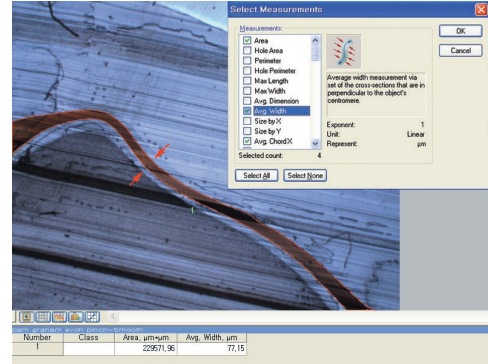 Select Measurements
Measurements:
Area
Hole Area
Perimeter
Hole Perimeter
Max Length
Max Width
Avg. Dimension
Avg. Width
Size by X
Size by Y
Avg. Chord X
Selected count: 4
Select All
Select None
OK
Cancel
Average width measurement via
set of the cross-sections that are in
perpendicular to the object's
centromere.
Exponent: 1
Unit: Linear
Represent: µm
1
graham
Number Class Area, µm×µm Avg, Width, µm
1 229571,96 77,15